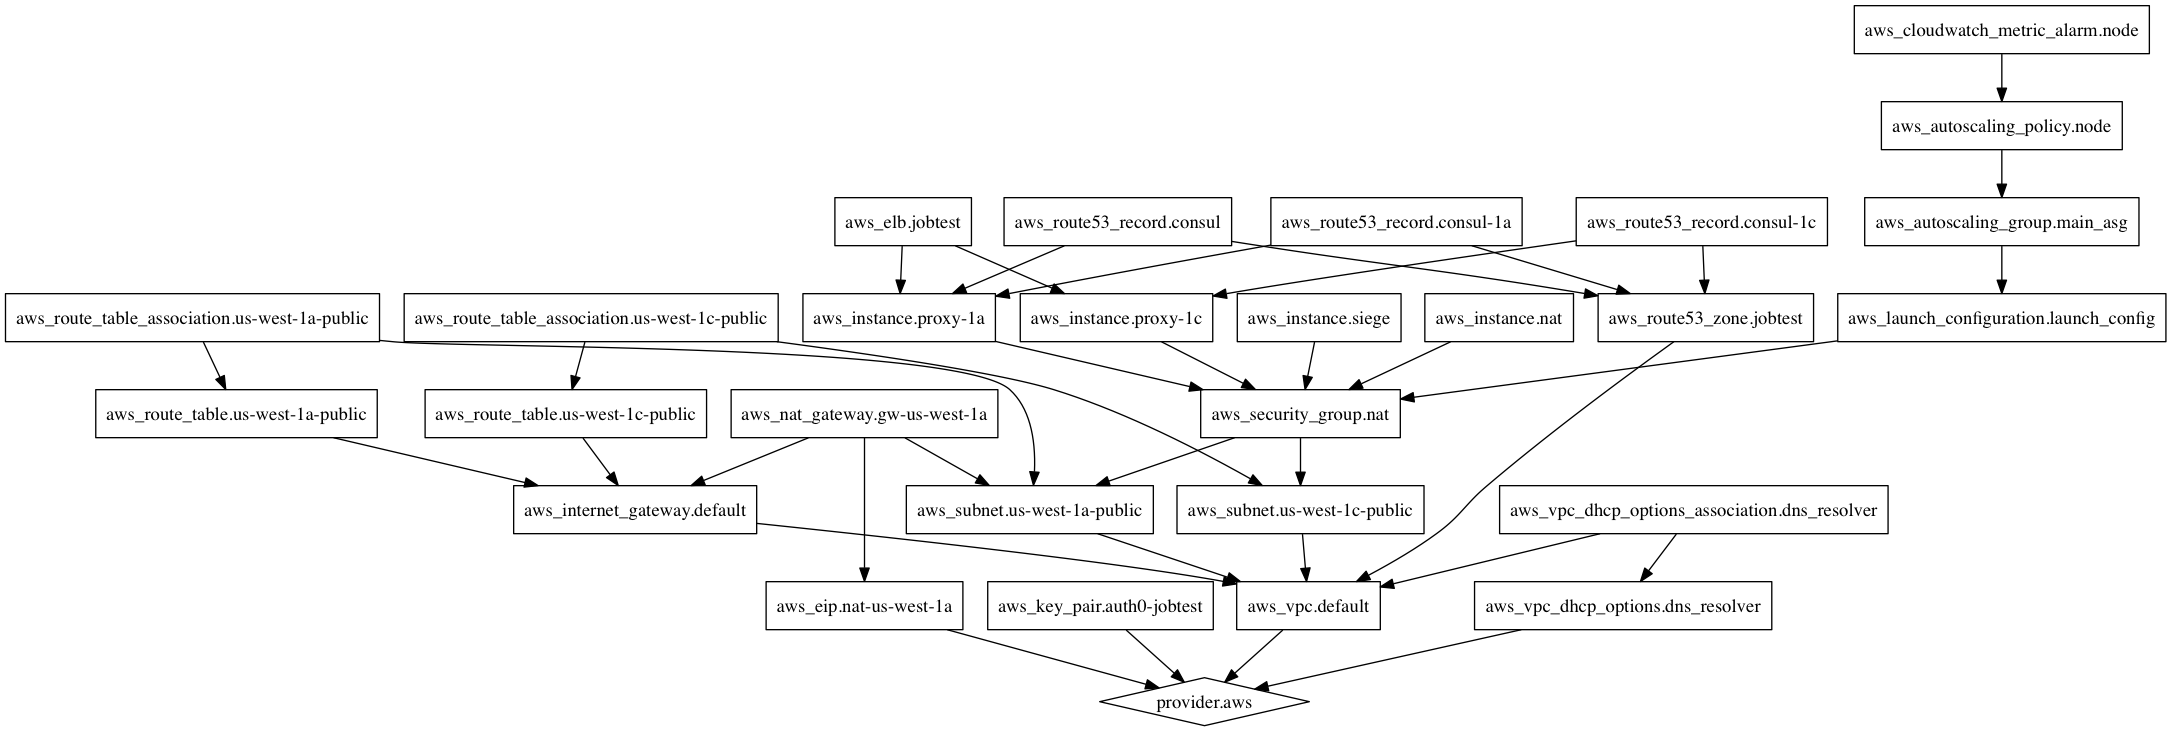 aws_cloudwatch_metric_alarm.node
aws_autoscaling_policy.node
aws_elb.jobtest
aws_route53_record.consul
aws_route53_record.consul-1a
aws_route53_record.consul-1c
aws_autoscaling_group.main_asg
aws_route_table_association.us-west-1a-public
aws_route_table_association.us-west-1c-public
aws_instance.proxy-1a
aws_instance.proxy-1c
aws_instance.siege
aws_instance.nat
aws_route53_zone.jobtest
aws_launch_configuration.launch_config
aws_route_table.us-west-1a-public
aws_route_table.us-west-1c-public
aws_nat_gateway.gw-us-west-1a
aws_security_group.nat
aws_internet_gateway.default
aws_subnet.us-west-1a-public
aws_subnet.us-west-1c-public
aws_vpc_dhcp_options_association.dns_resolver
aws_eip.nat-us-west-1a
aws_key_pair.auth0-jobtest
aws_vpc.default
aws_vpc_dhcp_options.dns_resolver
provider.aws